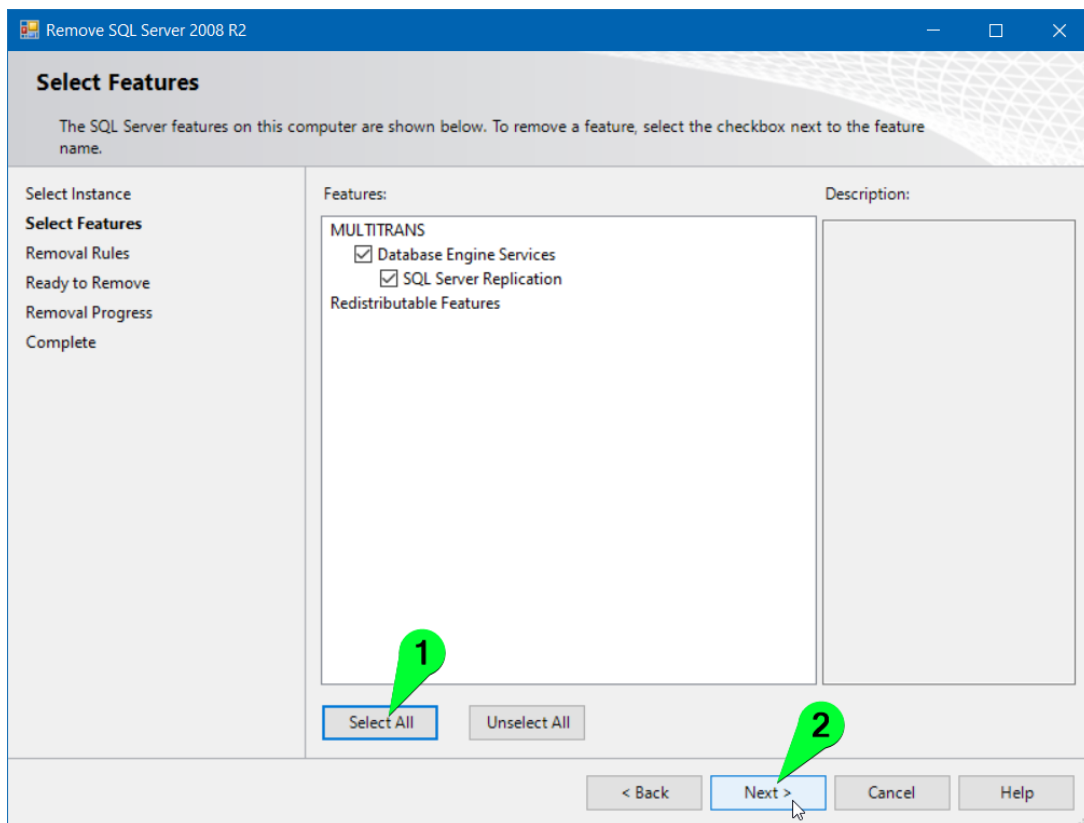 Remove SQL Server 2008 R2
Select Features
The SQL Server features on this computer are shown below. To remove a feature, select the checkbox next to the feature
name.
Select Instance
Select Features
Removal Rules
Ready to Remove
Removal Progress
Complete
Features:
MULTITRANS
Database Engine Services
SQL Server Replication
Redistributable Features
Description:
1
Select All
Unselect All
2
< Back
Next >
Cancel
Help